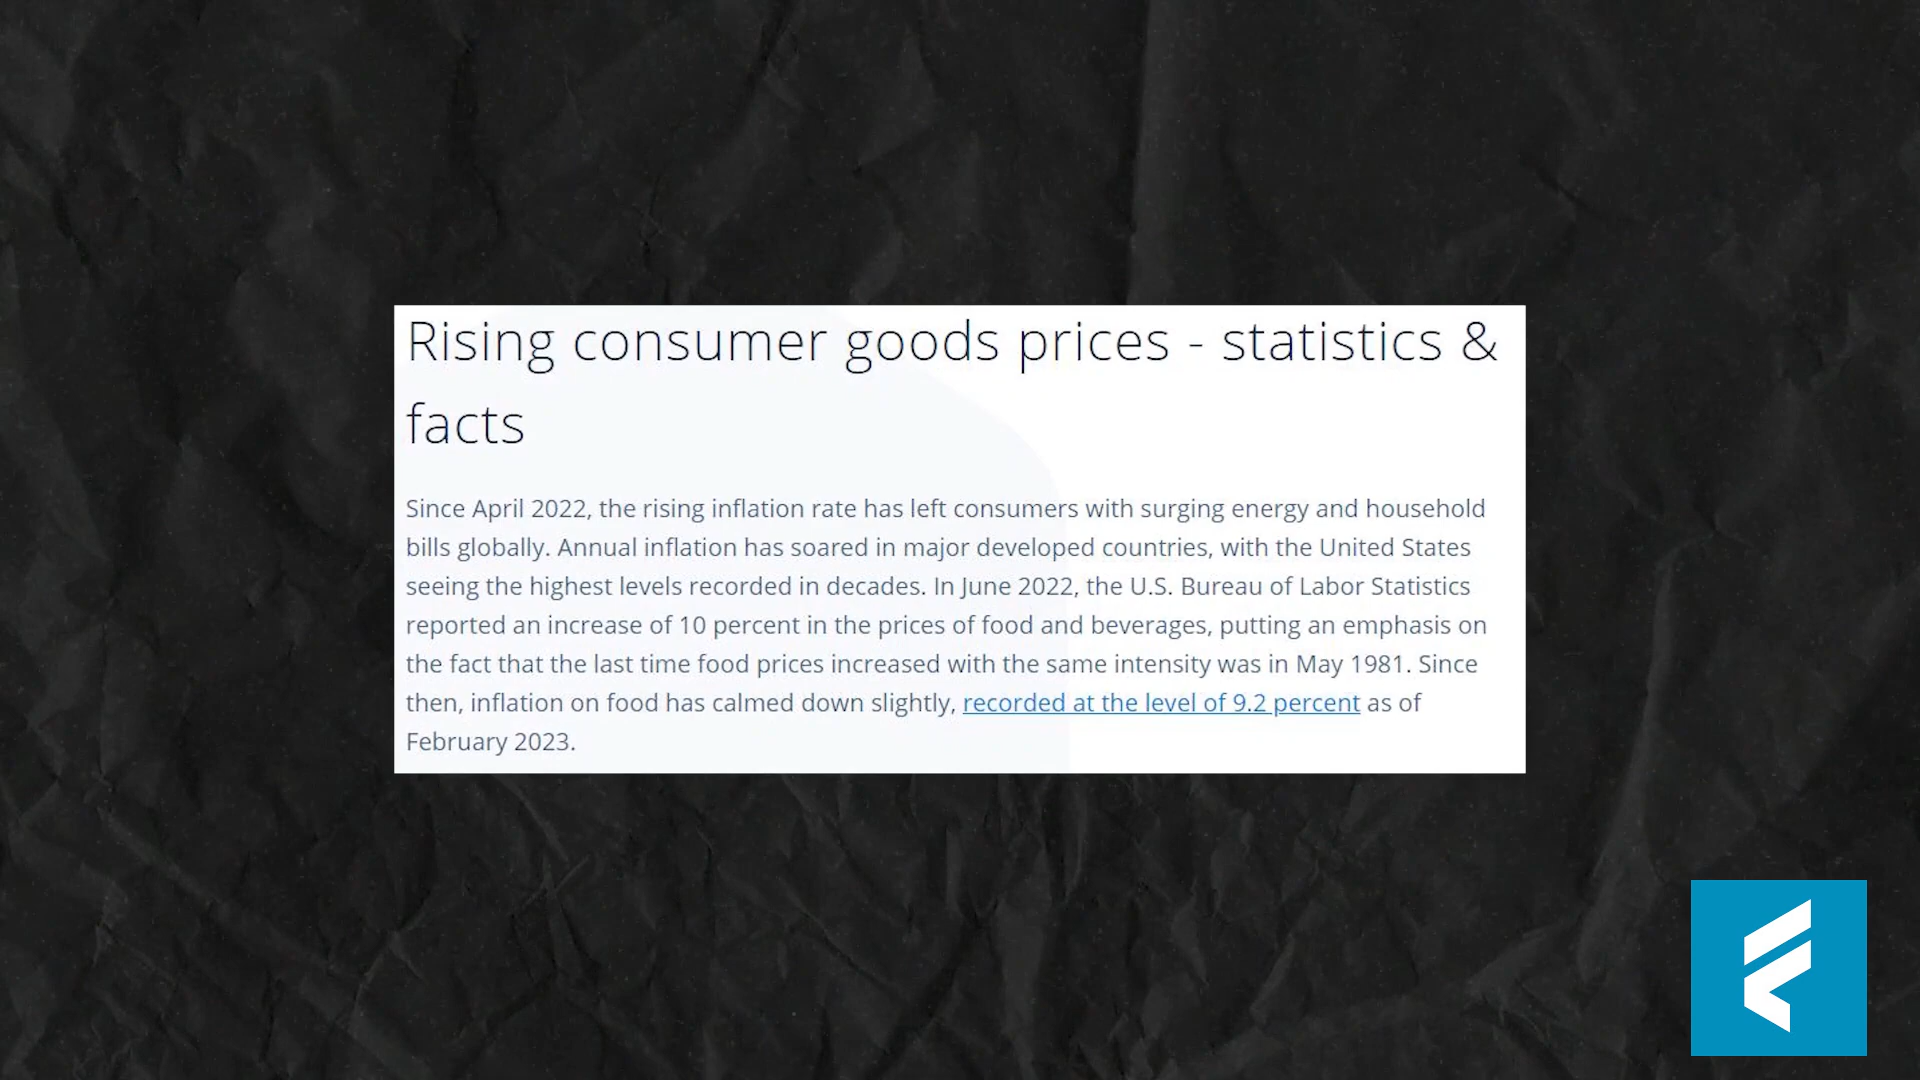 Rising consumer goods prices - statistics &
facts
Since April 2022, the rising inflation rate has left consumers with surging energy and household
bills globally. Annual inflation has soared in major developed countries, with the United States
seeing the highest levels recorded in decades. In June 2022, the U.S. Bureau of Labor Statistics
reported an increase of 10 percent in the prices of food and beverages, putting an emphasis on
the fact that the last time food prices increased with the same intensity was in May 1981. Since
then, inflation on food has calmed down slightly, recorded at the level of 9.2 percent as of
February 2023.